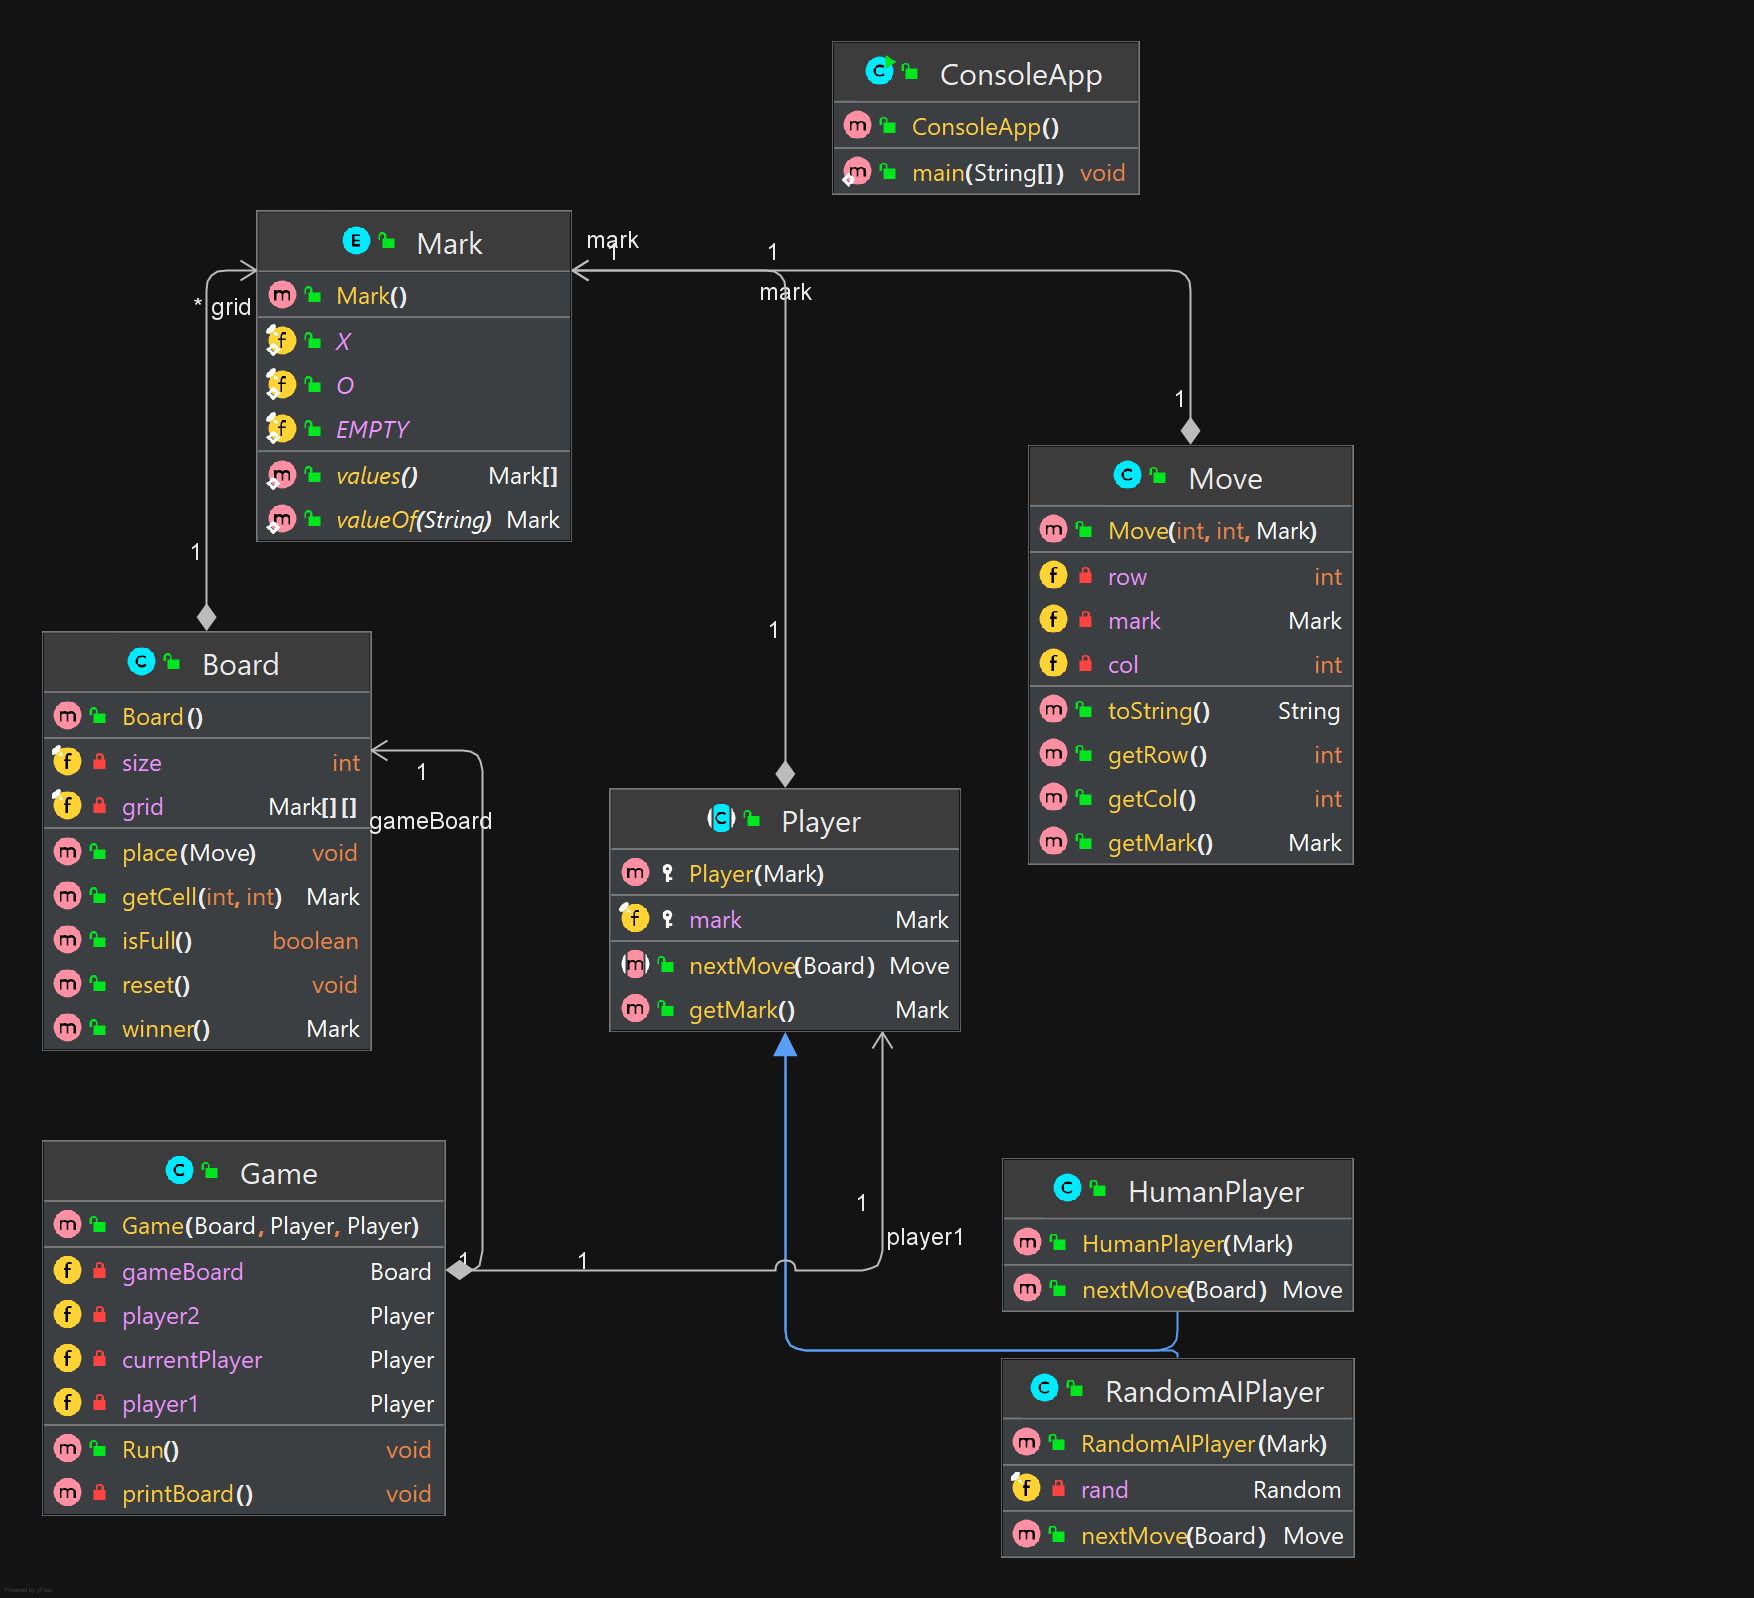 ConsoleApp
ConsoleApp()
main(String[]) void
Mark
Mark()
X
O
EMPTY
values() Mark[]
valueOf(String) Mark
mark
1
1
mark
* grid
1
1
1
Move
Move(int, int, Mark)
row int
mark Mark
col int
toString() String
getRow() int
getCol() int
getMark() Mark
Board
Board()
size int
grid Mark[][]
place(Move) void
getCell(int, int) Mark
isFull() boolean
reset() void
winner() Mark
1
gameBoard
Player
Player(Mark)
mark Mark
nextMove(Board) Move
getMark() Mark
Game
Game(Board, Player, Player)
gameBoard Board
player2 Player
currentPlayer Player
player1 Player
Run() void
printBoard() void
1
1
1
player1
HumanPlayer
HumanPlayer(Mark)
nextMove(Board) Move
RandomAIPlayer
RandomAIPlayer(Mark)
rand Random
nextMove(Board) Move
Powered by yFiles